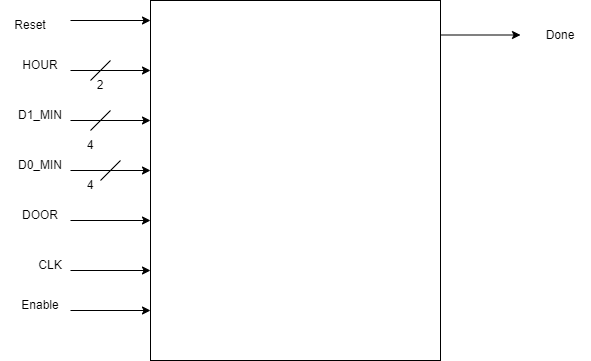 Reset
Done
HOUR
2
D1_MIN
4
D0_MIN
4
DOOR
CLK
Enable